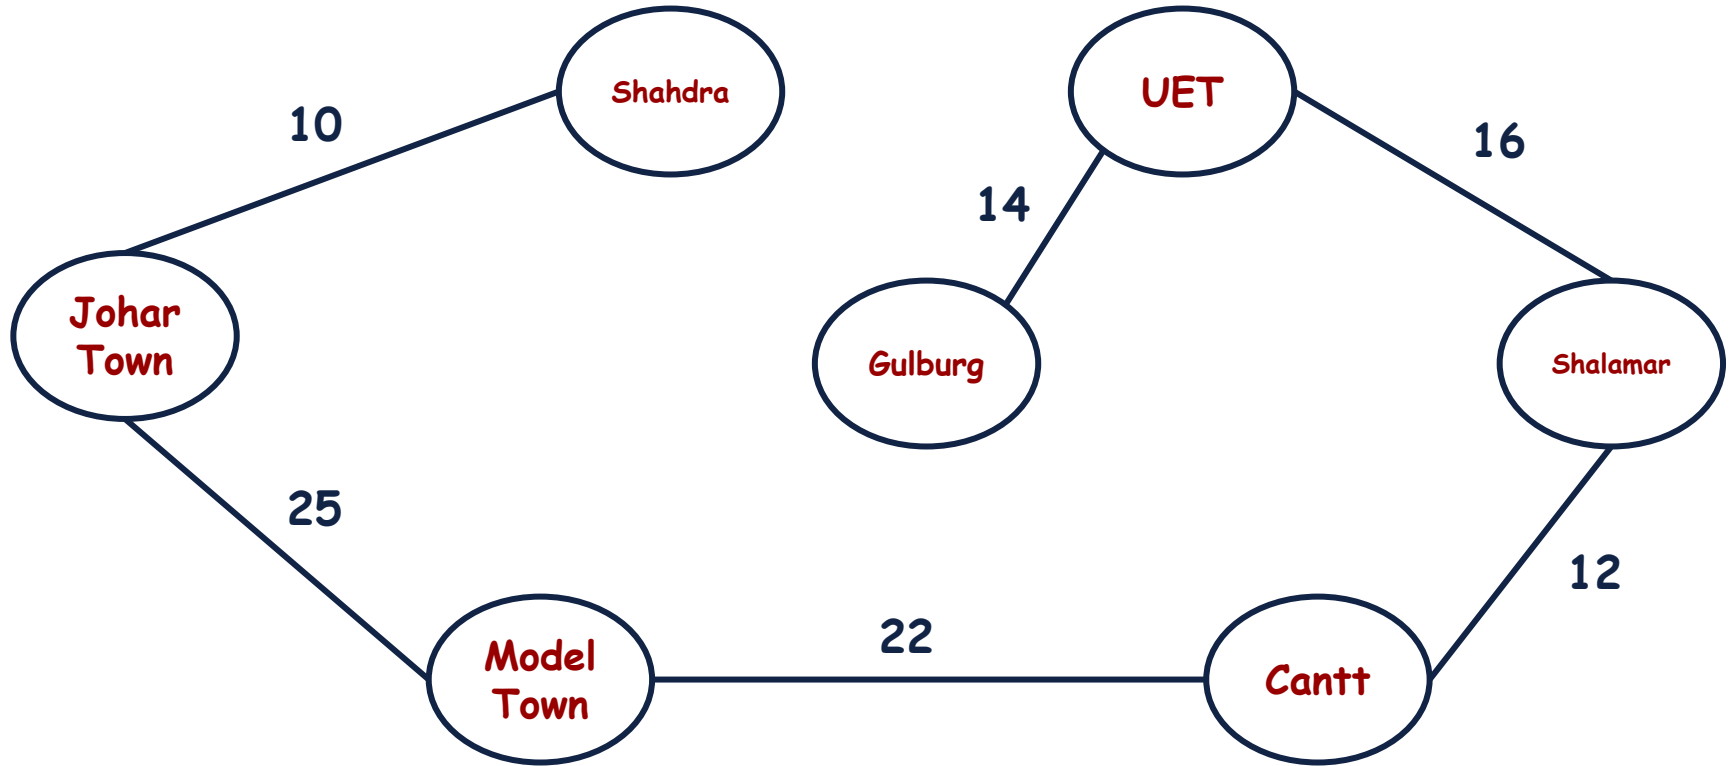 Shahdra
UET
10
16
14
Johar
Town
Gulburg
Shalamar
25
12
22
Model
Town
Cantt